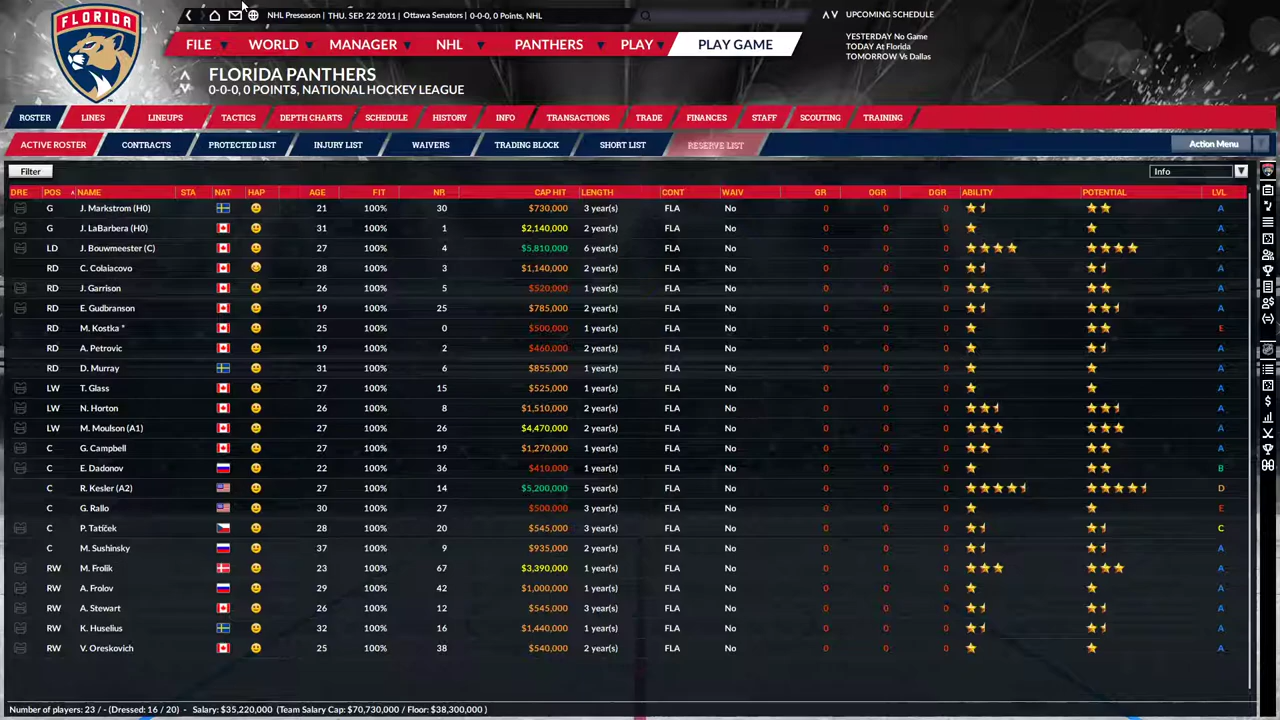 FLORIDA
NHL Preseason | THU. SEP. 22 2011 | Ottawa Senators | 0-0-0, 0 Points, NHL
UPCOMING SCHEDULE
YESTERDAY No Game
TODAY At Florida
TOMORROW Vs Dallas
FILE WORLD MANAGER NHL PANTHERS PLAY PLAY GAME
FLORIDA PANTHERS
0-0-0, 0 POINTS, NATIONAL HOCKEY LEAGUE
ROSTER LINES LINEUPS TACTICS DEPTH CHARTS SCHEDULE HISTORY INFO TRANSACTIONS TRADE FINANCES STAFF SCOUTING TRAINING
ACTIVE ROSTER CONTRACTS PROTECTED LIST INJURY LIST WAIVERS TRADING BLOCK SHORT LIST RESERVE LIST Action Menu
Filter Info
DRE POS NAME STA NAT HAP AGE FIT NR CAP HIT LENGTH CONT WAIV GR OGR DGR ABILITY POTENTIAL LVL
G J. Markstrom (H0) 21 100% 30 $730,000 3 year(s) FLA No 0 0 0 A
G J. LaBarbera (H0) 31 100% 1 $2,140,000 2 year(s) FLA No 0 0 0 A
LD J. Bouwmeester (C) 27 100% 4 $5,810,000 6 year(s) FLA No 0 0 0 A
RD C. Colaiacovo 28 100% 3 $1,140,000 2 year(s) FLA No 0 0 0 A
RD J. Garrison 26 100% 5 $520,000 1 year(s) FLA No 0 0 0 A
RD E. Gudbranson 19 100% 25 $785,000 2 year(s) FLA No 0 0 0 A
RD M. Kostka * 25 100% 0 $500,000 1 year(s) FLA No 0 0 0 E
RD A. Petrovic 19 100% 2 $460,000 2 year(s) FLA No 0 0 0 A
RD D. Murray 31 100% 6 $855,000 1 year(s) FLA No 0 0 0 A
LW T. Glass 27 100% 15 $525,000 1 year(s) FLA No 0 0 0 A
LW N. Horton 26 100% 8 $1,510,000 2 year(s) FLA No 0 0 0 A
LW M. Moulson (A1) 27 100% 26 $4,470,000 2 year(s) FLA No 0 0 0 A
C G. Campbell 27 100% 19 $1,270,000 2 year(s) FLA No 0 0 0 A
C E. Dadonov 22 100% 36 $410,000 1 year(s) FLA No 0 0 0 B
C R. Kesler (A2) 27 100% 14 $5,200,000 5 year(s) FLA No 0 0 0 D
C G. Rallo 30 100% 27 $500,000 1 year(s) FLA No 0 0 0 E
C P. Tatíček 28 100% 20 $545,000 3 year(s) FLA No 0 0 0 C
C M. Sushinsky 37 100% 9 $935,000 2 year(s) FLA No 0 0 0 A
RW M. Frolik 23 100% 67 $3,390,000 1 year(s) FLA No 0 0 0 A
RW A. Frolov 29 100% 42 $1,000,000 1 year(s) FLA No 0 0 0 A
RW A. Stewart 26 100% 12 $545,000 3 year(s) FLA No 0 0 0 A
RW K. Huselius 32 100% 16 $1,440,000 1 year(s) FLA No 0 0 0 A
RW V. Oreskovich 25 100% 38 $540,000 2 year(s) FLA No 0 0 0 A
Number of players: 23 / - (Dressed: 16 / 20) - Salary: $35,220,000 (Team Salary Cap: $70,730,000 / Floor: $38,300,000 )